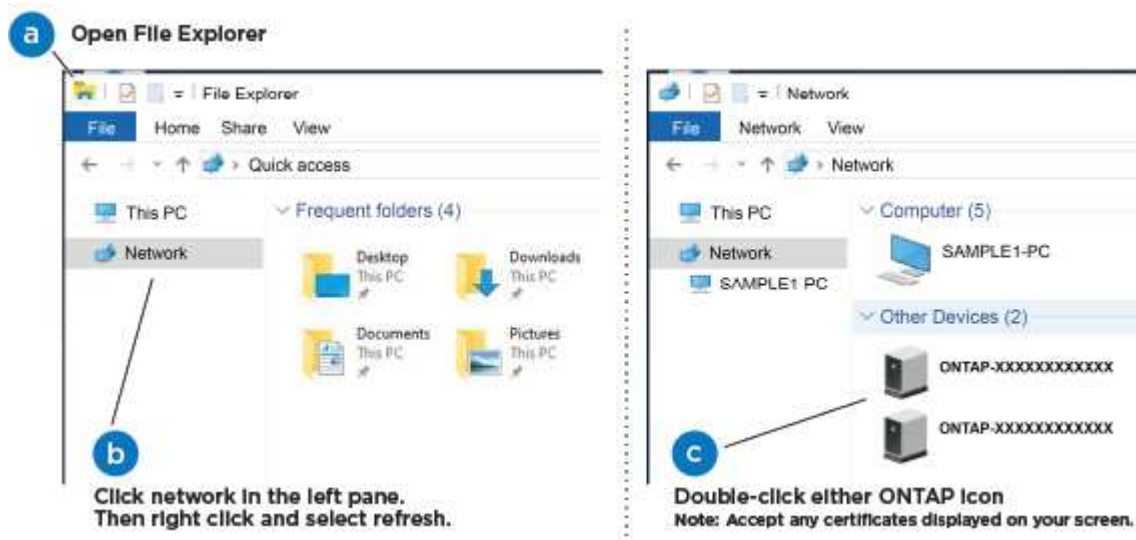 a Open File Explorer
File Explorer
File Home Share View
Quick access
This PC
Network
Frequent folders (4)
Desktop
This PC
Downloads
This PC
Documents
This PC
Pictures
This PC
b
Click network in the left pane.
Then right click and select refresh.
Network
File Network View
Network
This PC
Network
SAMPLE1 PC
Computer (5)
SAMPLE1-PC
Other Devices (2)
ONTAP-XXXXXXXXXXXX
ONTAP-XXXXXXXXXXXX
c
Double-click either ONTAP icon
Note: Accept any certificates displayed on your screen.